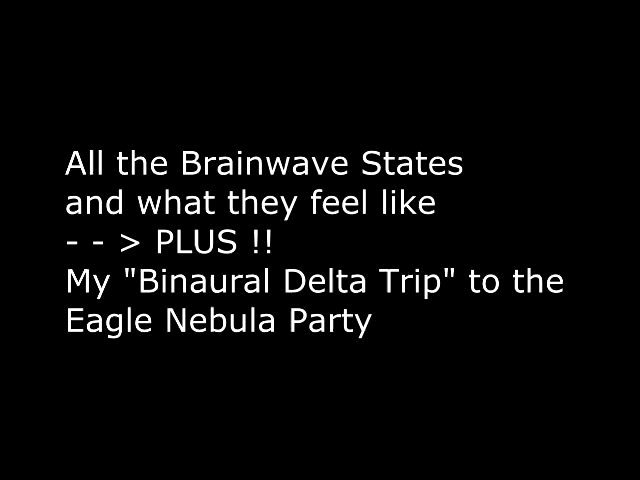 All the Brainwave States
and what they feel like
- - > PLUS !!
My "Binaural Delta Trip" to the
Eagle Nebula Party